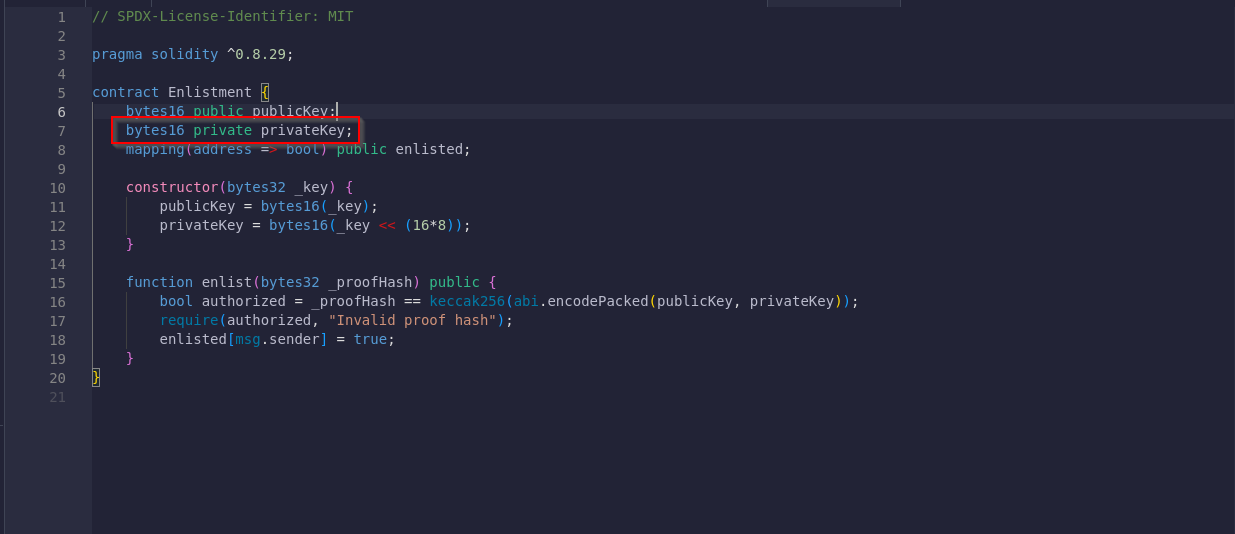 1 // SPDX-License-Identifier: MIT
2
3 pragma solidity ^0.8.29;
4
5 contract Enlistment {
6     bytes16 public publicKey;
7     bytes16 private privateKey;
8     mapping(address => bool) public enlisted;
9
10     constructor(bytes32 _key) {
11         publicKey = bytes16(_key);
12         privateKey = bytes16(_key << (16*8));
13     }
14
15     function enlist(bytes32 _proofHash) public {
16         bool authorized = _proofHash == keccak256(abi.encodePacked(publicKey, privateKey));
17         require(authorized, "Invalid proof hash");
18         enlisted[msg.sender] = true;
19     }
20 }
21